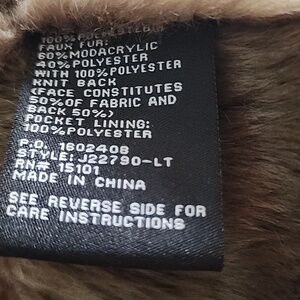 100% POLYESTER
FAUX FUR:
60% MODACRYLIC
40% POLYESTER
WITH 100% POLYESTER
KNIT BACK
(FACE CONSTITUTES
50% OF FABRIC AND
BACK 50%)
POCKET LINING:
100% POLYESTER
P.O. 1602408
STYLE: J22790-LT
RN# 15101
MADE IN CHINA
SEE REVERSE SIDE FOR
CARE INSTRUCTIONS